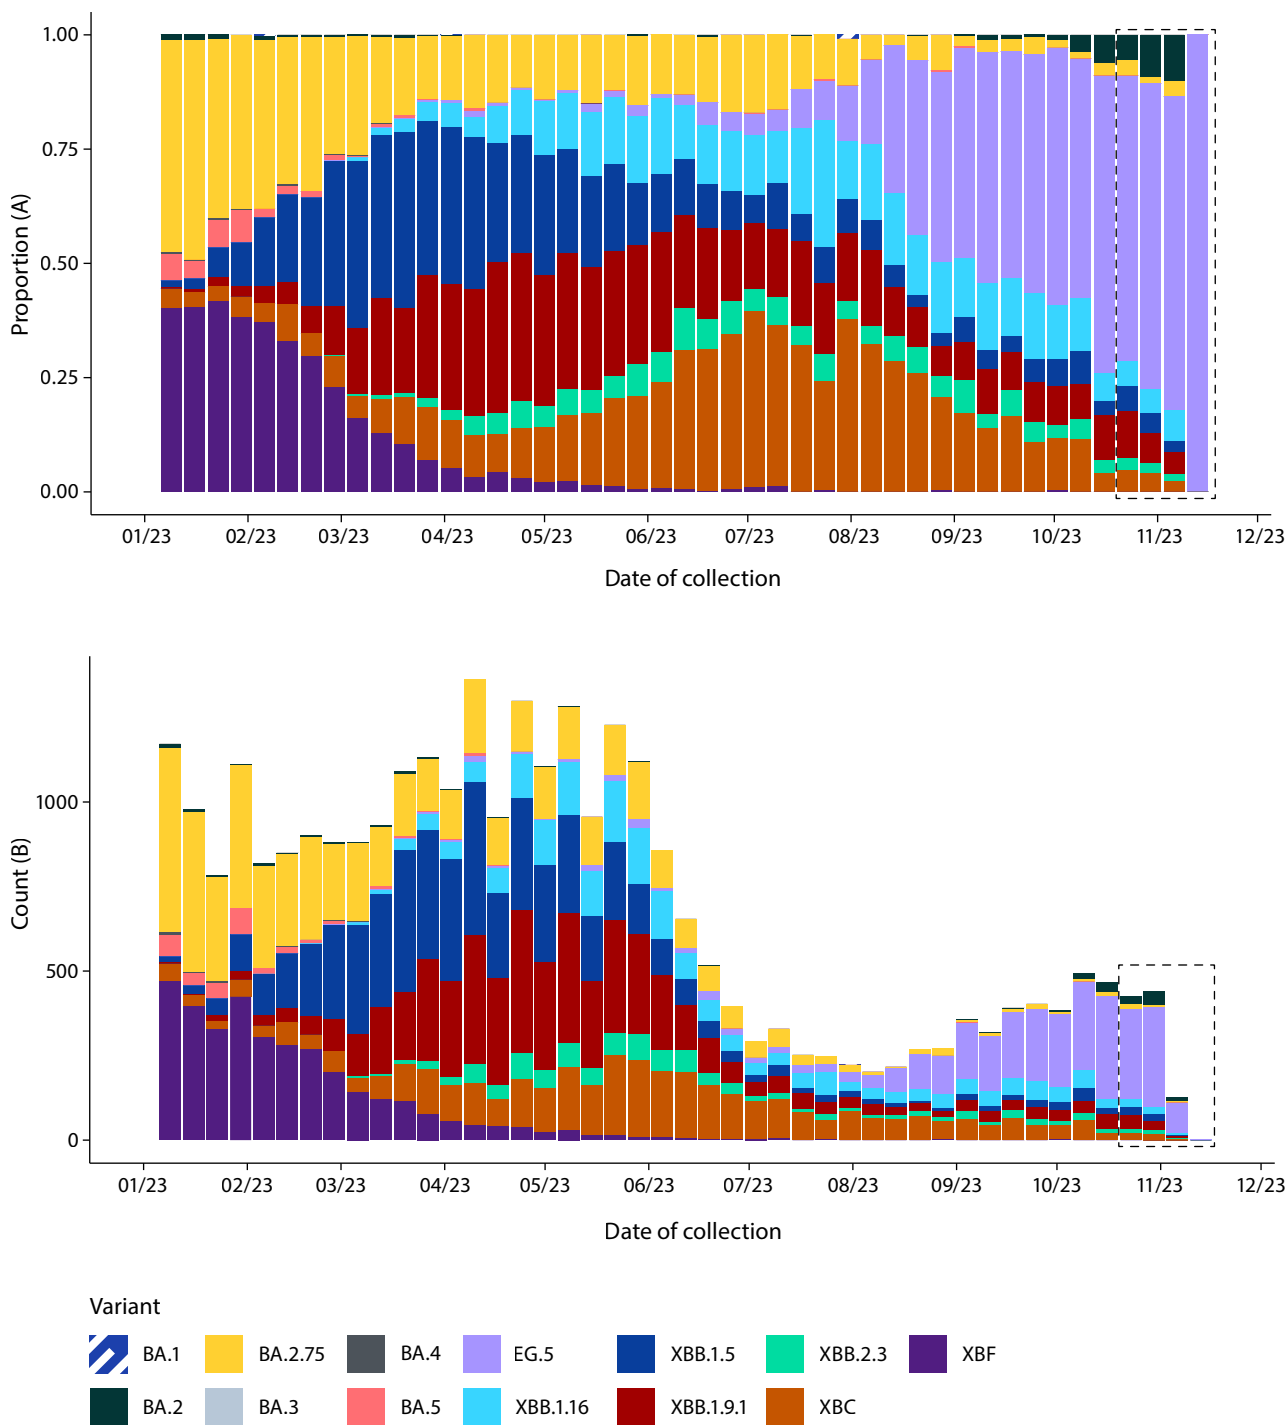 1.00
0.75
0.50
0.25
0.00
Proportion (A)
01/23 02/23 03/23 04/23 05/23 06/23 07/23 08/23 09/23 10/23 11/23 12/23
Date of collection
1000
500
0
Count (B)
01/23 02/23 03/23 04/23 05/23 06/23 07/23 08/23 09/23 10/23 11/23 12/23
Date of collection
Variant
BA.1 BA.2.75 BA.4 EG.5 XBB.1.5 XBB.2.3 XBF
BA.2 BA.3 BA.5 XBB.1.16 XBB.1.9.1 XBC